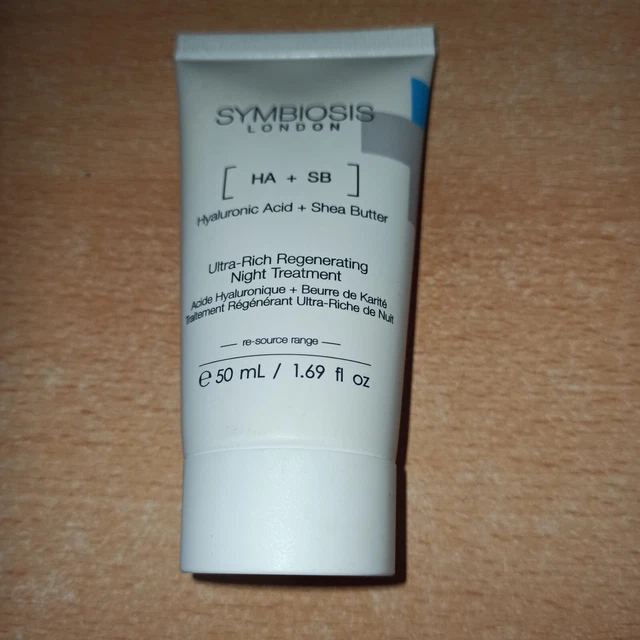 SYMBIOSIS
LONDON
[ HA + SB ]
Hyaluronic Acid + Shea Butter
Ultra-Rich Regenerating
Night Treatment
Acide Hyaluronique + Beurre de Karité
Traitement Régénérant Ultra-Riche de Nuit
re-source range
℮ 50 mL / 1.69 fl oz